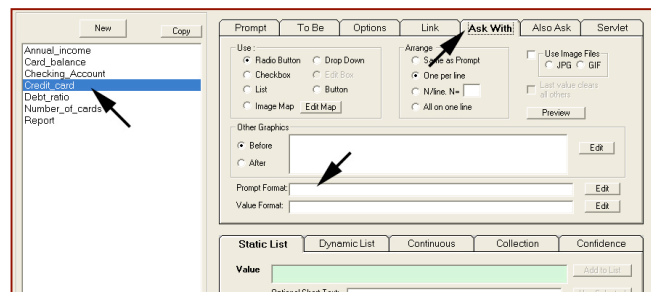 New Copy
Annual_income
Card_balance
Checking_Account
Credit_card
Debt_ratio
Number_of_cards
Report
Prompt To Be Options Link Ask With Also Ask Servlet
Use :
Radio Button Drop Down
Checkbox Edit Box
List Button
Image Map Edit Map
Arrange
Same as Prompt
One per line
N/line. N=
All on one line
Use Image Files
JPG GIF
Last value clears
all others
Preview
Other Graphics
Before
After
Edit
Prompt Format: Edit
Value Format: Edit
Static List Dynamic List Continuous Collection Confidence
Value Add to List
Optional Short Text: